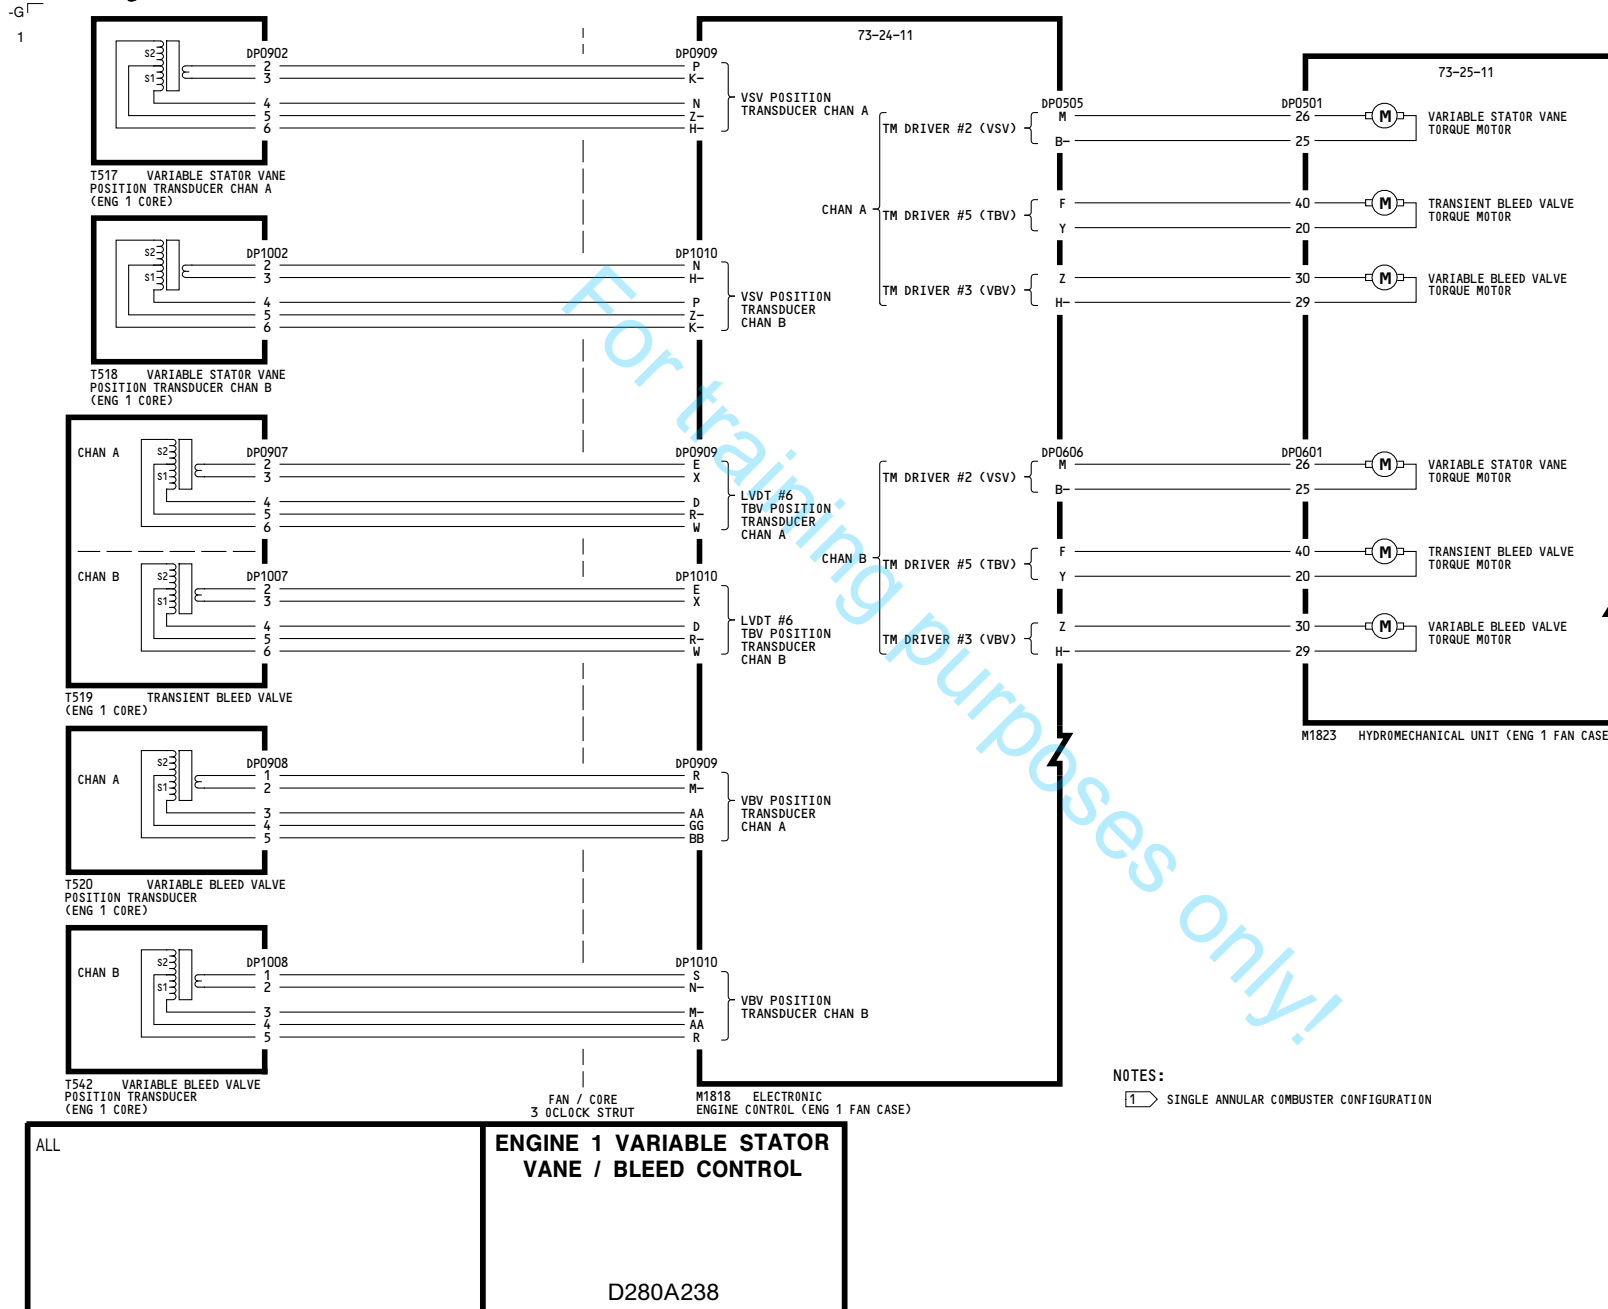 -G
1
73-24-11
73-25-11
S2
S1
DP0902
2
3
4
5
6
DP0909
P
K-
N
Z-
H-
VSV POSITION
TRANSDUCER CHAN A
T517 VARIABLE STATOR VANE
POSITION TRANSDUCER CHAN A
(ENG 1 CORE)
S2
S1
DP1002
2
3
4
5
6
DP1010
N
H-
P
Z-
K-
VSV POSITION
TRANSDUCER
CHAN B
T518 VARIABLE STATOR VANE
POSITION TRANSDUCER CHAN B
(ENG 1 CORE)
CHAN A
S2
S1
DP0907
2
3
4
5
6
DP0909
E
X
D
R-
W
LVDT #6
TBV POSITION
TRANSDUCER
CHAN A
CHAN B
S2
S1
DP1007
2
3
4
5
6
DP1010
E
X
D
R-
W
LVDT #6
TBV POSITION
TRANSDUCER
CHAN B
T519 TRANSIENT BLEED VALVE
(ENG 1 CORE)
CHAN A
S2
S1
DP0908
1
2
3
4
5
DP0909
R
M-
AA
GG
BB
VBV POSITION
TRANSDUCER
CHAN A
T520 VARIABLE BLEED VALVE
POSITION TRANSDUCER
(ENG 1 CORE)
CHAN B
S2
S1
DP1008
1
2
3
4
5
DP1010
S
N-
M-
AA
R
VBV POSITION
TRANSDUCER CHAN B
T542 VARIABLE BLEED VALVE
POSITION TRANSDUCER
(ENG 1 CORE)
FAN / CORE
3 OCLOCK STRUT
M1818 ELECTRONIC
ENGINE CONTROL (ENG 1 FAN CASE)
CHAN A
TM DRIVER #2 (VSV)
TM DRIVER #5 (TBV)
TM DRIVER #3 (VBV)
DP0505
M
B-
F
Y
Z
H-
DP0501
26
25
40
20
30
29
M
VARIABLE STATOR VANE
TORQUE MOTOR
M
TRANSIENT BLEED VALVE
TORQUE MOTOR
M
VARIABLE BLEED VALVE
TORQUE MOTOR
CHAN B
TM DRIVER #2 (VSV)
TM DRIVER #5 (TBV)
TM DRIVER #3 (VBV)
DP0606
M
B-
F
Y
Z
H-
DP0601
26
25
40
20
30
29
M
VARIABLE STATOR VANE
TORQUE MOTOR
M
TRANSIENT BLEED VALVE
TORQUE MOTOR
M
VARIABLE BLEED VALVE
TORQUE MOTOR
M1823 HYDROMECHANICAL UNIT (ENG 1 FAN CASE
For training purposes only!
NOTES:
1 SINGLE ANNULAR COMBUSTER CONFIGURATION
ALL
ENGINE 1 VARIABLE STATOR
VANE / BLEED CONTROL
D280A238